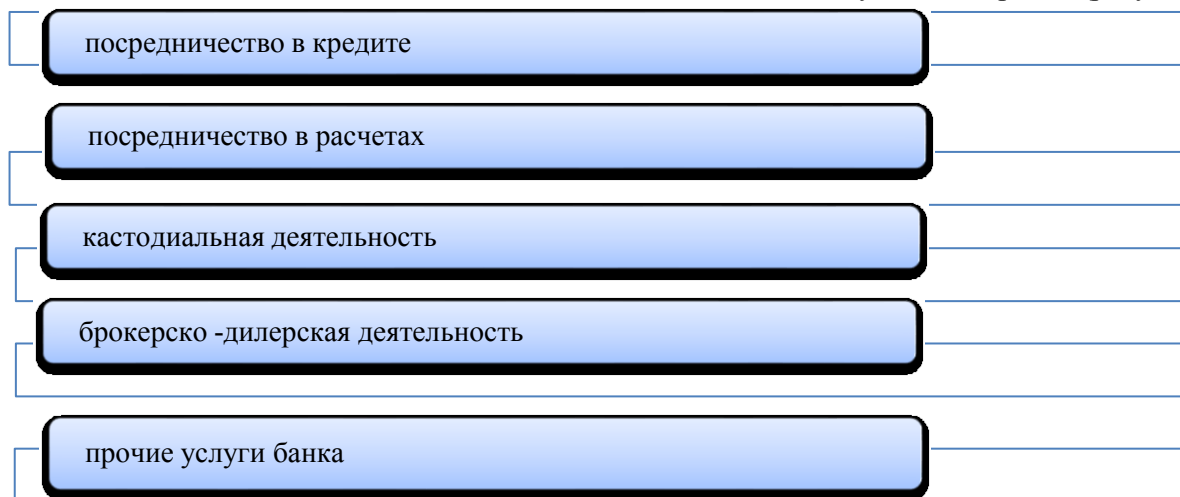 посредничество в кредите
посредничество в расчетах
кастодиальная деятельность
брокерско -дилерская деятельность
прочие услуги банка